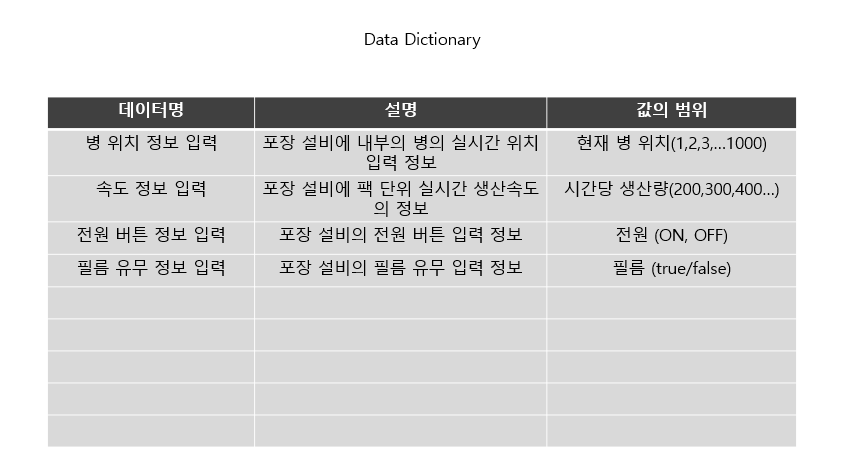 Data Dictionary
데이터명 설명 값의 범위
병 위치 정보 입력 포장 설비에 내부의 병의 실시간 위치 입력 정보 현재 병 위치(1,2,3,...1000)
속도 정보 입력 포장 설비에 팩 단위 실시간 생산속도의 정보 시간당 생산량(200,300,400...)
전원 버튼 정보 입력 포장 설비의 전원 버튼 입력 정보 전원 (ON, OFF)
필름 유무 정보 입력 포장 설비의 필름 유무 입력 정보 필름 (true/false)